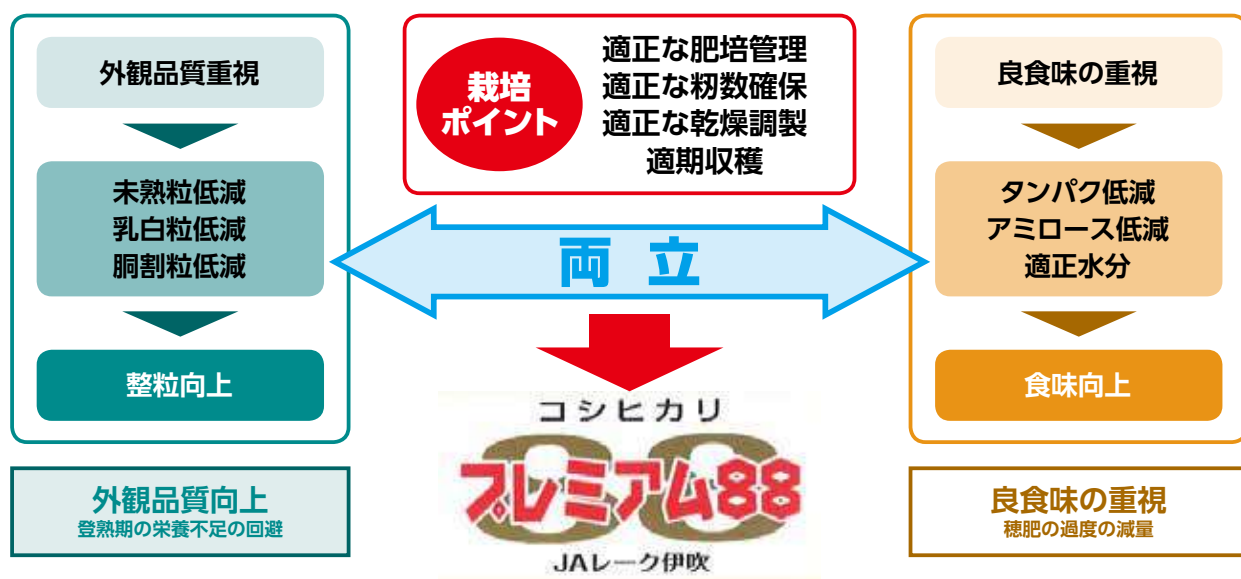 外観品質重視
未熟粒低減
乳白粒低減
胴割粒低減
整粒向上
外観品質向上
登熟期の栄養不足の回避
栽培
ポイント
適正な肥培管理
適正な籾数確保
適正な乾燥調製
適期収穫
両立
コシヒカリ
プレミアム88
JAレーク伊吹
良食味の重視
タンパク低減
アミロース低減
適正水分
食味向上
良食味の重視
穂肥の過度の減量